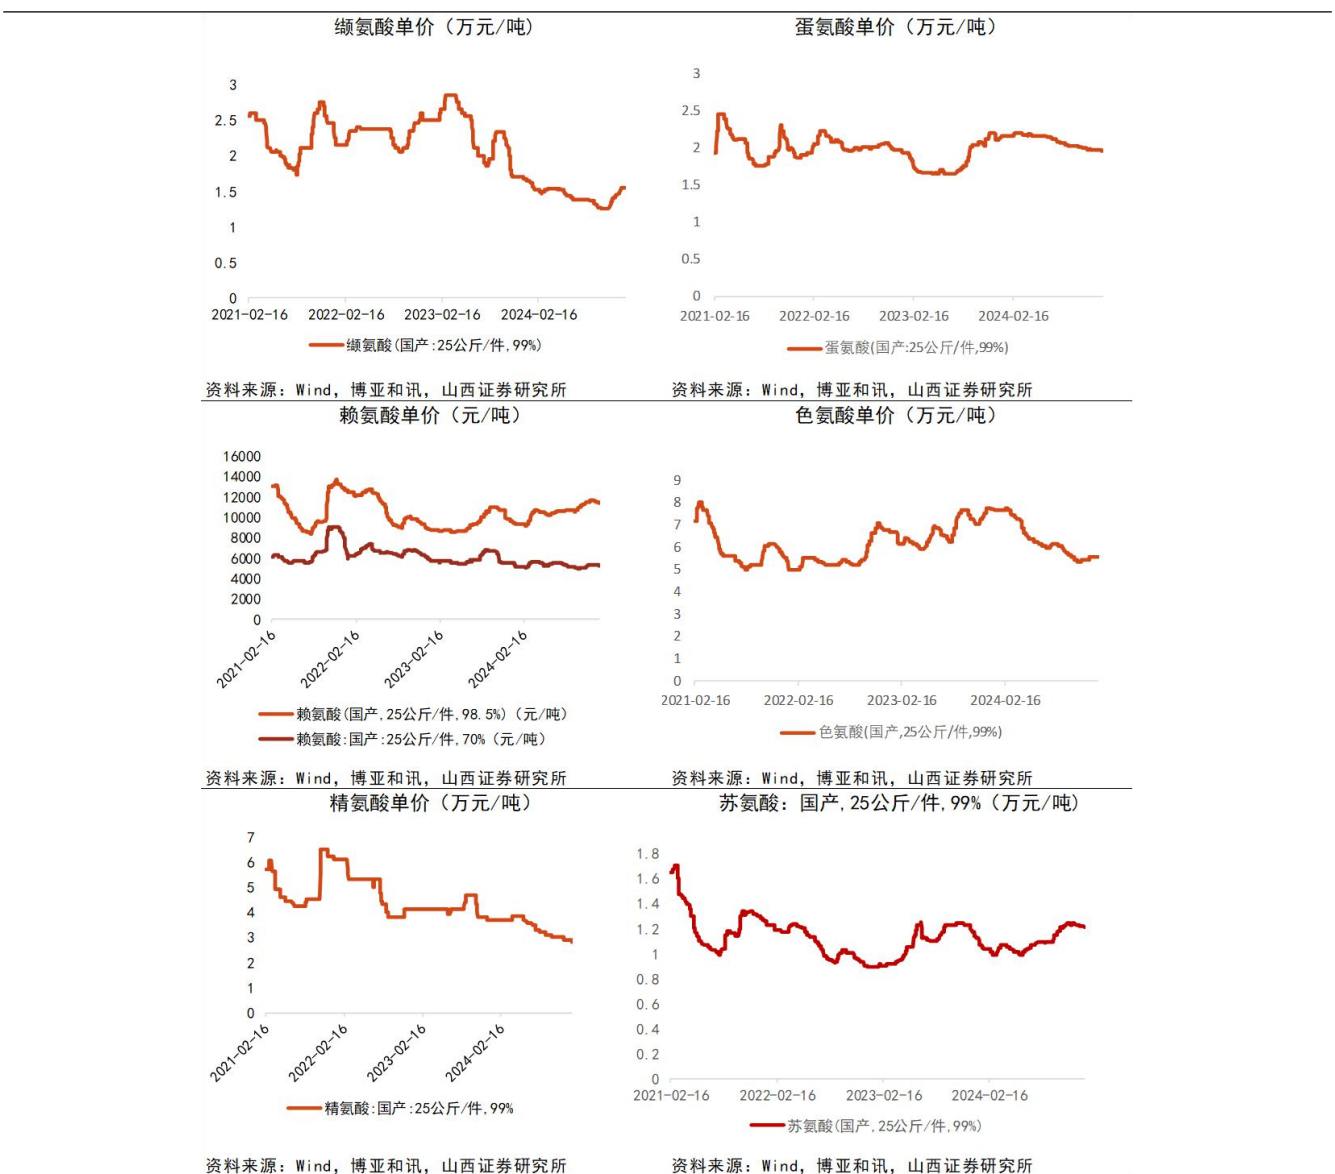 缬氨酸单价（万元/吨)
3
2.5
2
1.5
1
0.5
0
2021-02-16 2022-02-16 2023-02-16 2024-02-16
缬氨酸(国产:25公斤/件,99%)
资料来源：Wind，博亚和讯，山西证券研究所
蛋氨酸单价（万元/吨）
3
2.5
2
1.5
1
0.5
0
2021-02-16 2022-02-16 2023-02-16 2024-02-16
蛋氨酸(国产:25公斤/件,99%)
资料来源：Wind，博亚和讯，山西证券研究所
赖氨酸单价（元/吨）
16000
14000
12000
10000
8000
6000
4000
2000
0
2021-02-16 2022-02-16 2023-02-16 2024-02-16
赖氨酸(国产,25公斤/件,98.5%)（元/吨）
赖氨酸:国产:25公斤/件,70%（元/吨）
资料来源：Wind，博亚和讯，山西证券研究所
色氨酸单价（万元/吨）
9
8
7
6
5
4
3
2
1
0
2021-02-16 2022-02-16 2023-02-16 2024-02-16
色氨酸(国产,25公斤/件,99%)
资料来源：Wind，博亚和讯，山西证券研究所
精氨酸单价（万元/吨）
7
6
5
4
3
2
1
0
2021-02-16 2022-02-16 2023-02-16 2024-02-16
精氨酸:国产:25公斤/件,99%
资料来源：Wind，博亚和讯，山西证券研究所
苏氨酸：国产,25公斤/件,99%（万元/吨)
1.8
1.6
1.4
1.2
1
0.8
0.6
0.4
0.2
0
2021-02-16 2022-02-16 2023-02-16 2024-02-16
苏氨酸(国产,25公斤/件,99%)
资料来源：Wind，博亚和讯，山西证券研究所